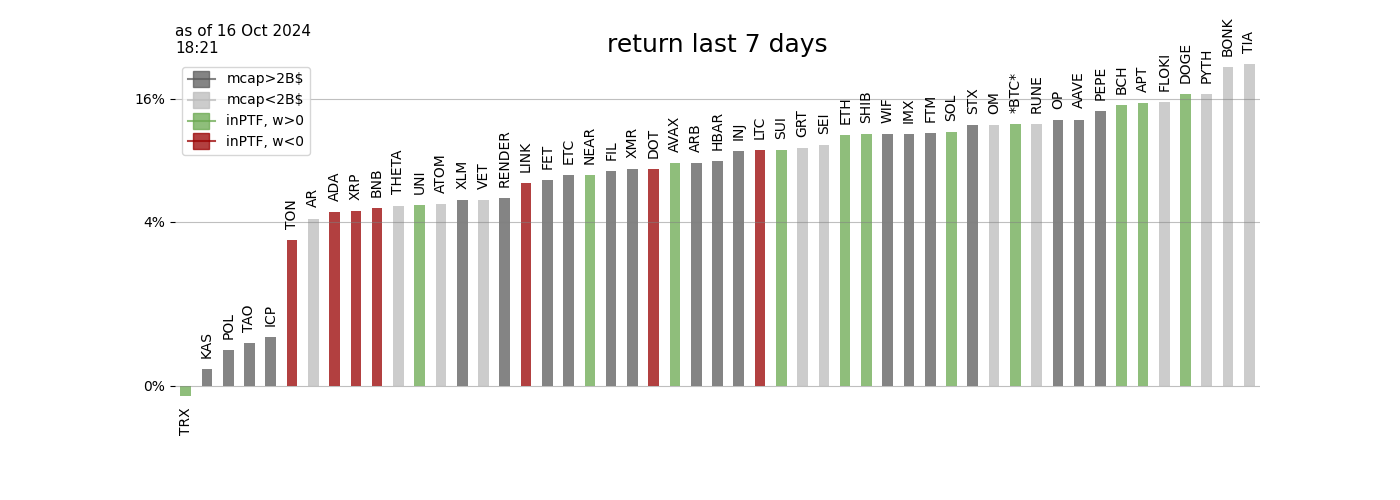 as of 16 Oct 2024
18:21
return last 7 days
mcap>2B$
mcap<2B$
inPTF, w>0
inPTF, w<0
16%
4%
0%
TRX
KAS
POL
TAO
ICP
TON
AR
ADA
XRP
BNB
THETA
UNI
ATOM
XLM
VET
RENDER
LINK
FET
ETC
NEAR
FIL
XMR
DOT
AVAX
ARB
HBAR
INJ
LTC
SUI
GRT
SEI
ETH
SHIB
WIF
IMX
FTM
SOL
STX
OM
*BTC*
RUNE
OP
AAVE
PEPE
BCH
APT
FLOKI
DOGE
PYTH
BONK
TIA